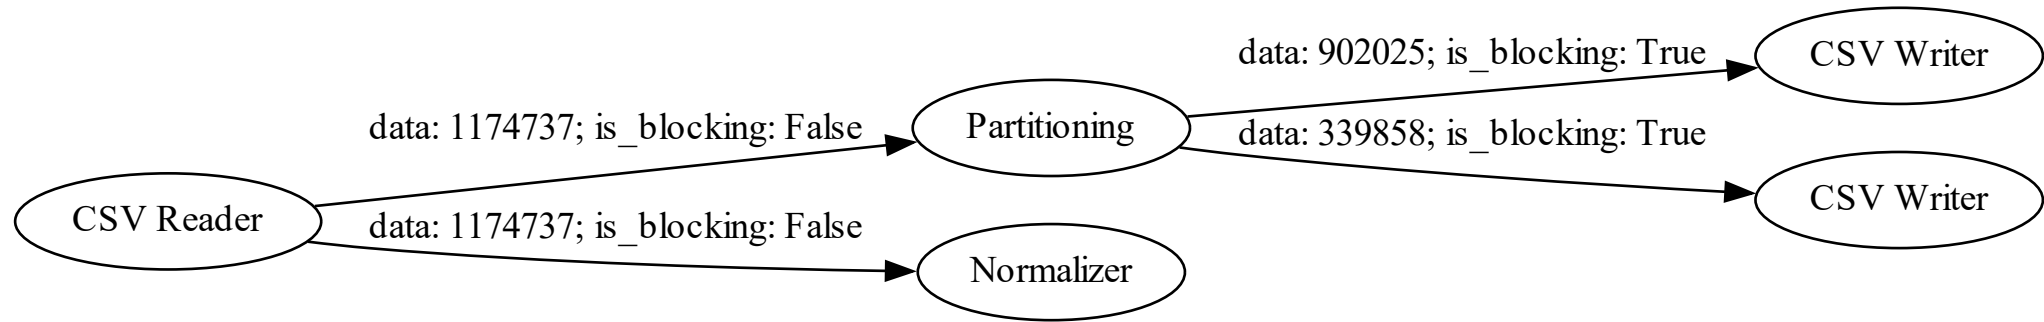 data: 902025; is_blocking: True
CSV Writer
data: 1174737; is_blocking: False
Partitioning
data: 339858; is_blocking: True
CSV Writer
CSV Reader
data: 1174737; is_blocking: False
Normalizer